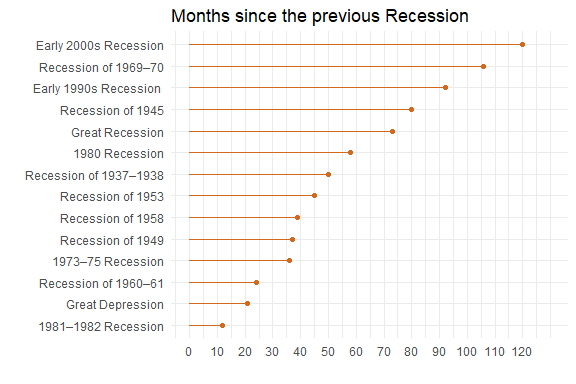 Months since the previous Recession
Early 2000s Recession
Recession of 1969–70
Early 1990s Recession
Recession of 1945
Great Recession
1980 Recession
Recession of 1937–1938
Recession of 1953
Recession of 1958
Recession of 1949
1973–75 Recession
Recession of 1960–61
Great Depression
1981–1982 Recession
0 10 20 30 40 50 60 70 80 90 100 110 120